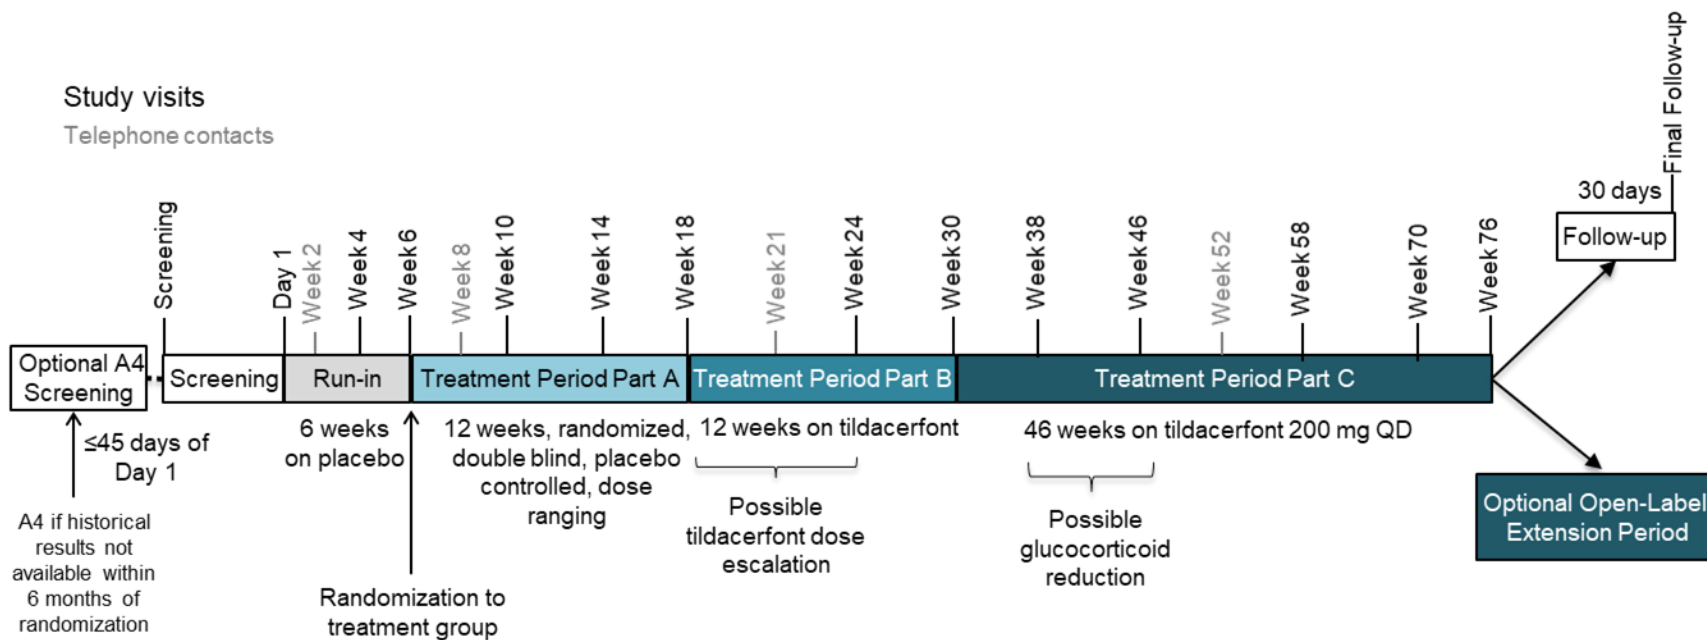 Study visits
Telephone contacts
Screening
Day 1
Week 2
Week 4
Week 6
Week 8
Week 10
Week 14
Week 18
Week 21
Week 24
Week 30
Week 38
Week 46
Week 52
Week 58
Week 70
Week 76
30 days
Final Follow-up
Follow-up
Optional A4
Screening
Screening
Run-in
Treatment Period Part A
Treatment Period Part B
Treatment Period Part C
≤45 days of
Day 1
6 weeks
on placebo
12 weeks, randomized,
double blind, placebo
controlled, dose
ranging
12 weeks on tildacerfont
Possible
tildacerfont dose
escalation
46 weeks on tildacerfont 200 mg QD
Possible
glucocorticoid
reduction
Optional Open-Label
Extension Period
A4 if historical
results not
available within
6 months of
randomization
Randomization to
treatment group